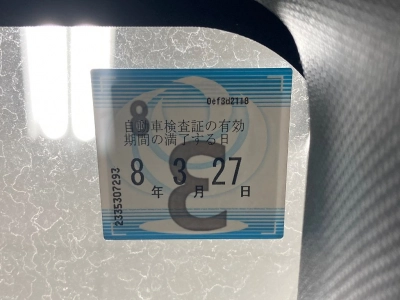 0ef3d2118
自動車検査証の有効
期間の満了する日
8 3 27
年 月 日
2335307293